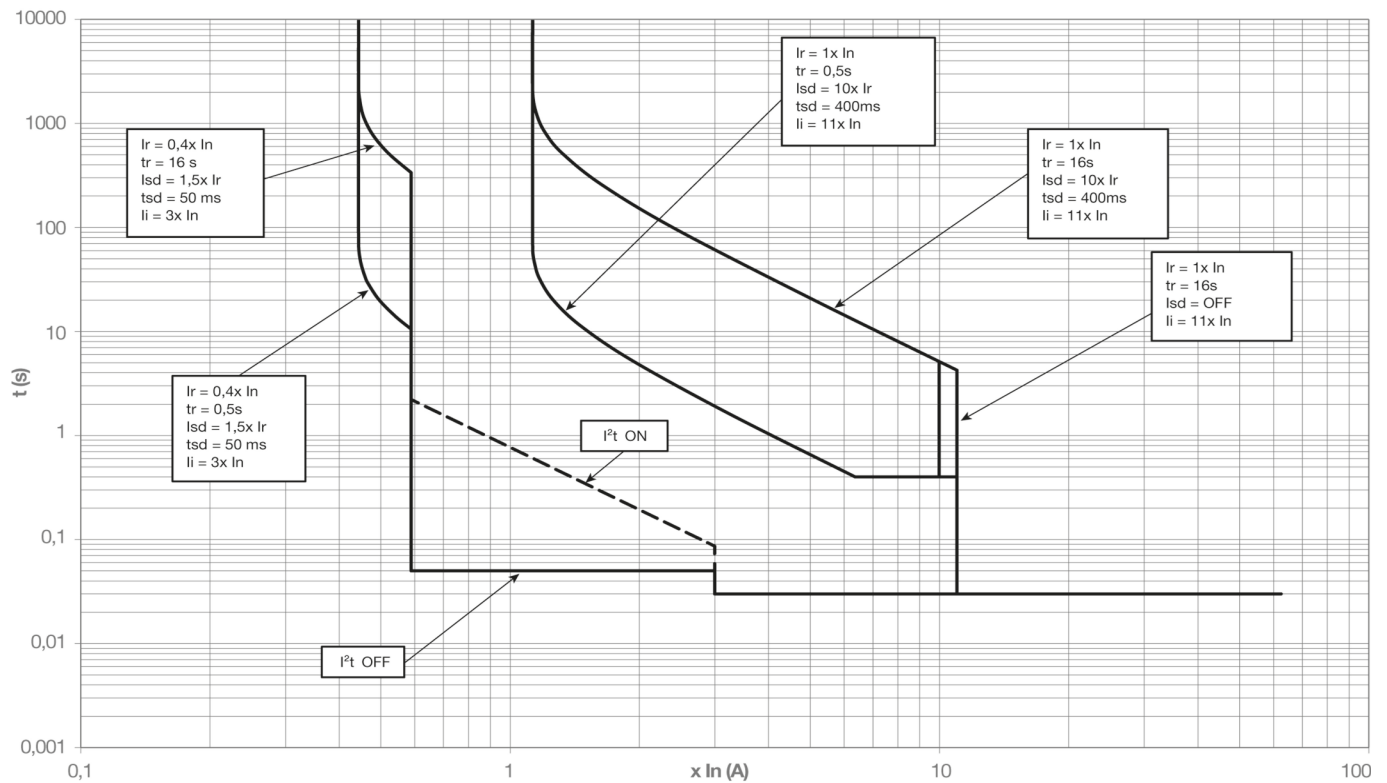 10000
1000
100
10
1
0,1
0,01
0,001
t (s)
Ir = 0,4x In
tr = 16 s
Isd = 1,5x Ir
tsd = 50 ms
Ii = 3x In
Ir = 1x In
tr = 0,5s
Isd = 10x Ir
tsd = 400ms
Ii = 11x In
Ir = 1x In
tr = 16s
Isd = 10x Ir
tsd = 400ms
Ii = 11x In
Ir = 1x In
tr = 16s
Isd = OFF
Ii = 11x In
Ir = 0,4x In
tr = 0,5s
Isd = 1,5x Ir
tsd = 50 ms
Ii = 3x In
I²t ON
I²t OFF
0,1
1
x In (A)
10
100